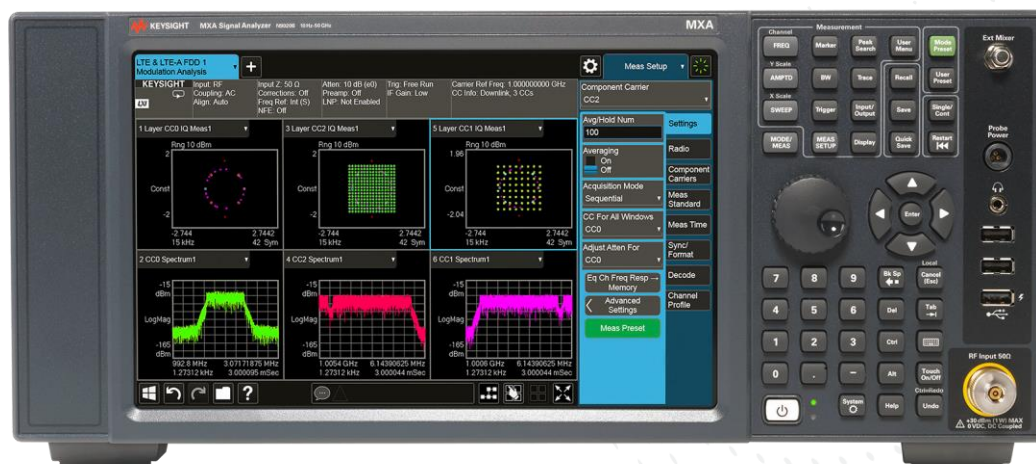 KEYSIGHT MXA Signal Analyzer
MXA
LTE & LTE-A FDD 1
Modulation Analysis
+
Meas Setup
KEYSIGHT
Input: RF
Coupling: AC
Align: Auto
Input Z: 50 Ω
Corrections: Off
Freq Ref: Int (S)
NFE: Off
Atten: 10 dB (e0)
Preamp: Off
LNP: Not Enabled
Trig: Free Run
IF Gain: Low
Carrier Ref Freq: 1.000000000 GHz
CC Info: Downlink, 3 CCs
1 Layer CC0 IQ Meas1
Rng 10 dBm
2
Const
-2
-2.744 2.7442
15 kHz 42 Sym
3 Layer CC2 IQ Meas1
Rng 10 dBm
2
Const
-2
-2.744 2.7442
15 kHz 42 Sym
5 Layer CC1 IQ Meas1
Rng 10 dBm
1.96
Const
-2.04
-2.744 2.7442
15 kHz 42 Sym
2 CC0 Spectrum1
-15
dBm
LogMag
-165
dBm
992.8 MHz 3.07171875 MHz
1.27312 kHz 3.000095 mSec
4 CC2 Spectrum1
-15
dBm
LogMag
-165
dBm
1.0054 GHz 6.14390625 MHz
1.27312 kHz 3.000044 mSec
6 CC1 Spectrum1
-15
dBm
LogMag
-165
dBm
1.0006 GHz 6.14390625 MHz
1.27312 kHz 3.000044 mSec
Component Carrier
CC2
Avg/Hold Num
100
Averaging
On
Off
Acquisition Mode
Sequential
CC For All Windows
CC0
Adjust Atten For
CC0
Eq Ch Freq Resp →
Memory
Advanced
Settings
Meas Preset
Settings
Radio
Component
Carriers
Meas
Standard
Meas Time
Sync/
Format
Decode
Channel
Profile
?
Measurement
Channel
FREQ
Marker
Peak
Search
User
Menu
Mode
Preset
Y Scale
AMPTD
BW
Trace
Recall
User
Preset
X Scale
SWEEP
Trigger
Input/
Output
Save
Single/
Cont
MODE/
MEAS
MEAS
SETUP
Display
Quick
Save
Restart
Enter
Local
7
8
9
Bk Sp
Cancel
(Esc)
4
5
6
Del
Tab
1
2
3
Ctrl
0
.
−
Alt
Touch
On/Off
System
Help
Undo
Ext Mixer
Probe
Power
RF Input 50Ω
+30 dBm (1W) MAX
0 VDC, DC Coupled